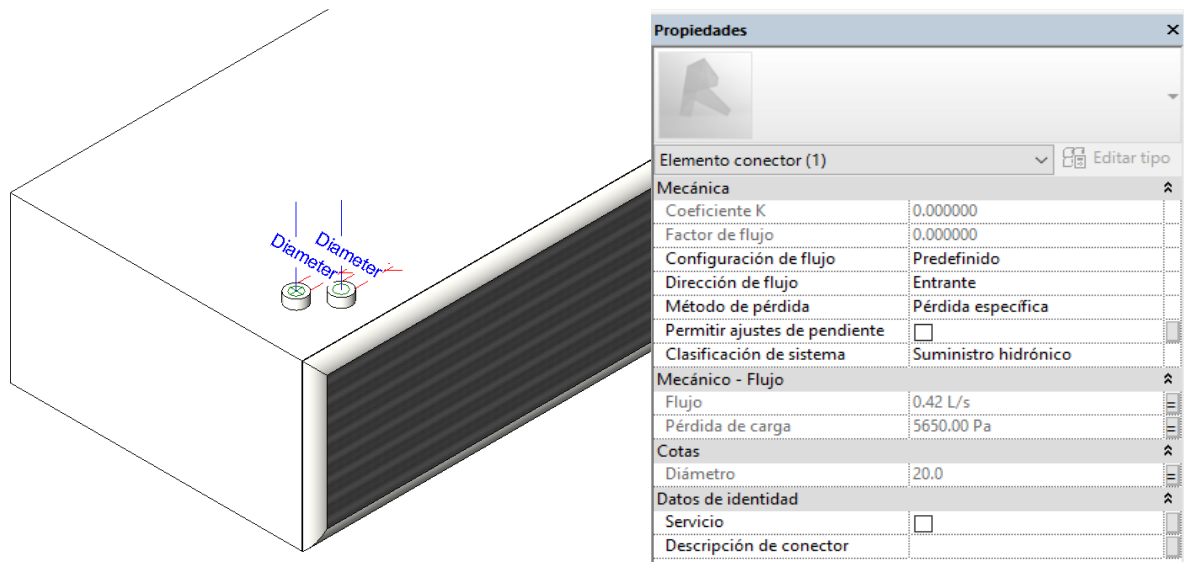 Diameter
Diameter
Propiedades
Elemento conector (1) Editar tipo
Mecánica
Coeficiente K 0.000000
Factor de flujo 0.000000
Configuración de flujo Predefinido
Dirección de flujo Entrante
Método de pérdida Pérdida específica
Permitir ajustes de pendiente
Clasificación de sistema Suministro hidrónico
Mecánico - Flujo
Flujo 0.42 L/s =
Pérdida de carga 5650.00 Pa =
Cotas
Diámetro 20.0 =
Datos de identidad
Servicio
Descripción de conector